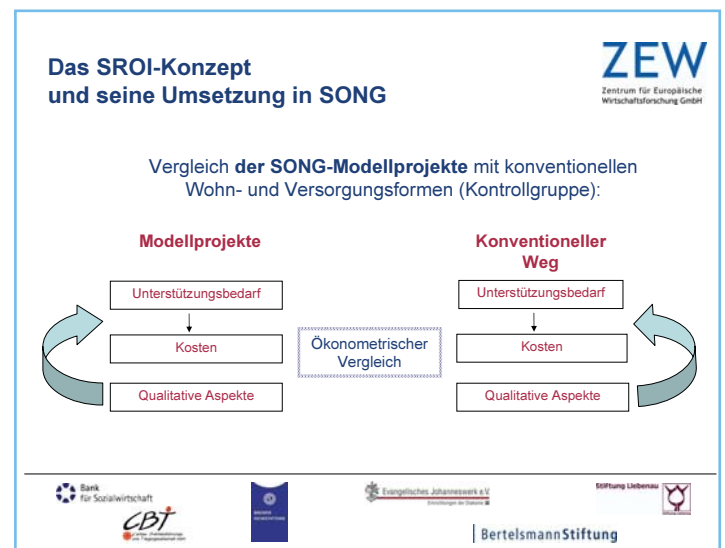 Das SROI-Konzept
und seine Umsetzung in SONG
ZEW
Zentrum für Europäische
Wirtschaftsforschung GmbH
Vergleich der SONG-Modellprojekte mit konventionellen
Wohn- und Versorgungsformen (Kontrollgruppe):
Modellprojekte
Konventioneller
Weg
Unterstützungsbedarf
Kosten
Qualitative Aspekte
Ökonometrischer
Vergleich
Unterstützungsbedarf
Kosten
Qualitative Aspekte
Bank
für Sozialwirtschaft
CBT
Evangelisches Johanneswerk e.V.
Stiftung Liebenau
BertelsmannStiftung